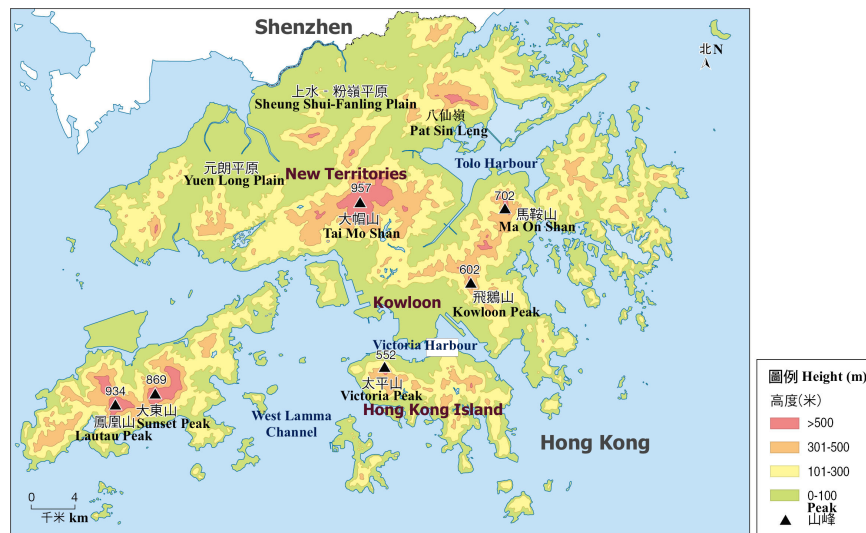 Shenzhen
北 N
上水﹒粉嶺平原
Sheung Shui-Fanling Plain
八仙嶺
Pat Sin Leng
元朗平原
Yuen Long Plain
Tolo Harbour
New Territories
957
大帽山
Tai Mo Shan
702
馬鞍山
Ma On Shan
602
飛鵝山
Kowloon Peak
Kowloon
Victoria Harbour
552
太平山
Victoria Peak
Hong Kong Island
934
鳳凰山
Lautau Peak
869
大東山
Sunset Peak
West Lamma
Channel
Hong Kong
0 4
千米 km
圖例 Height (m)
高度(米)
>500
301-500
101-300
0-100
Peak
山峰